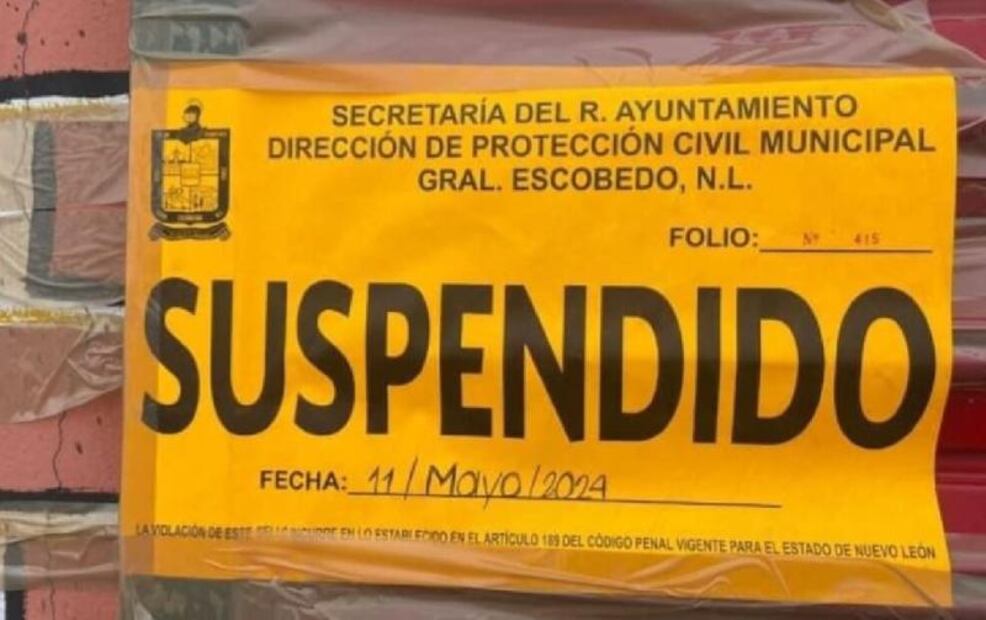 SECRETARÍA DEL R. AYUNTAMIENTO
DIRECCIÓN DE PROTECCIÓN CIVIL MUNICIPAL
GRAL. ESCOBEDO, N.L.
FOLIO: Nº 415
SUSPENDIDO
FECHA: 11/Mayo/2024
LA VIOLACIÓN DE ESTE SELLO INCURRE EN LO ESTABLECIDO EN EL ARTÍCULO 189 DEL CÓDIGO PENAL VIGENTE PARA EL ESTADO DE NUEVO LEÓN